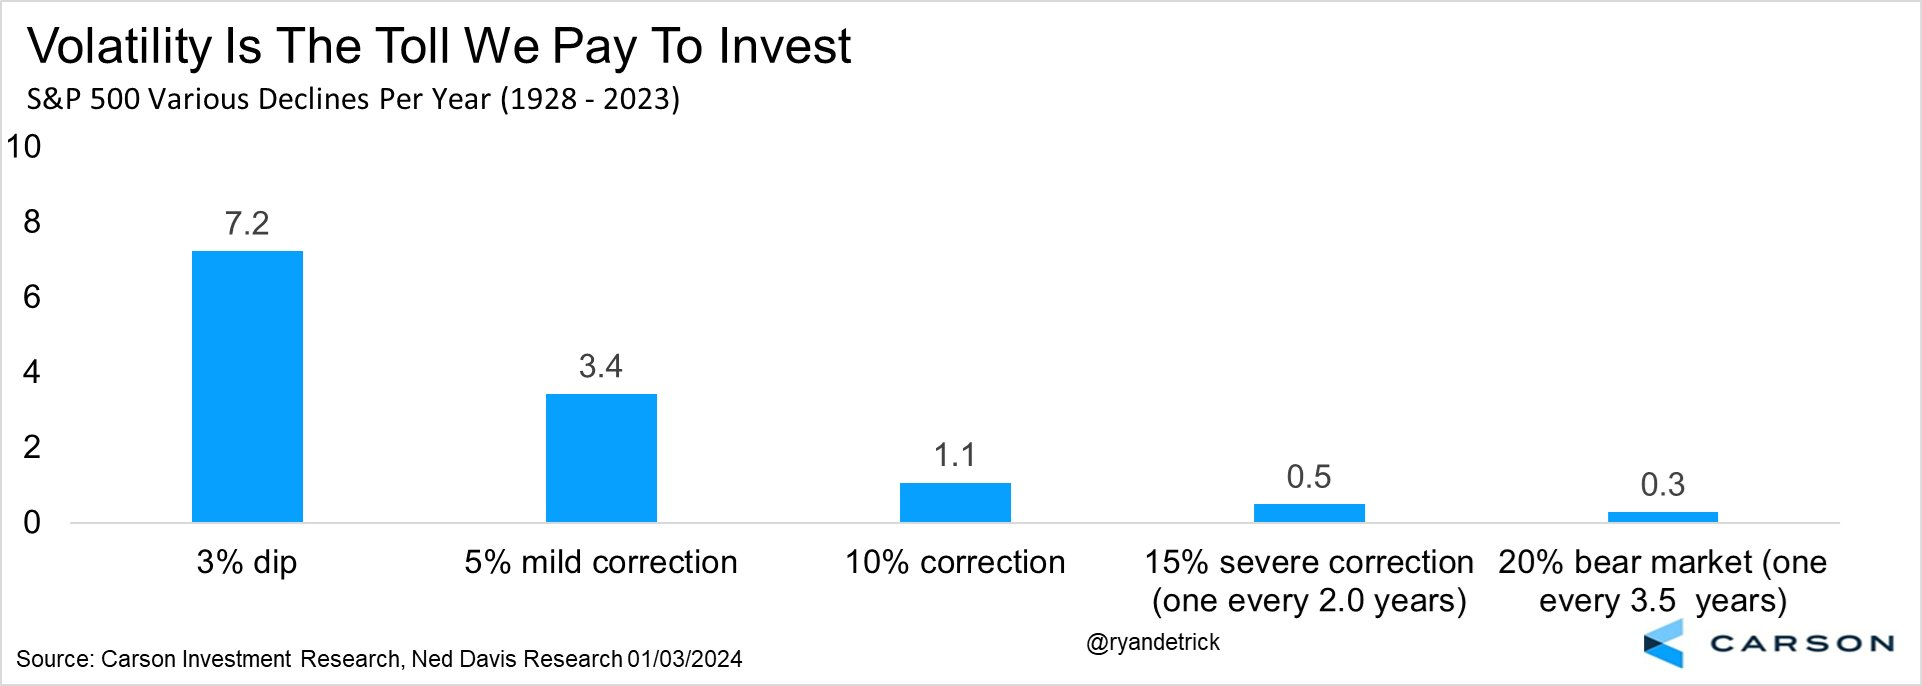 Volatility Is The Toll We Pay To Invest
S&P 500 Various Declines Per Year (1928 - 2023)
10
8
6
4
2
0
7.2
3.4
1.1
0.5
0.3
3% dip
5% mild correction
10% correction
15% severe correction
(one every 2.0 years)
20% bear market (one
every 3.5 years)
@ryandetrick
Source: Carson Investment Research, Ned Davis Research 01/03/2024
CARSON